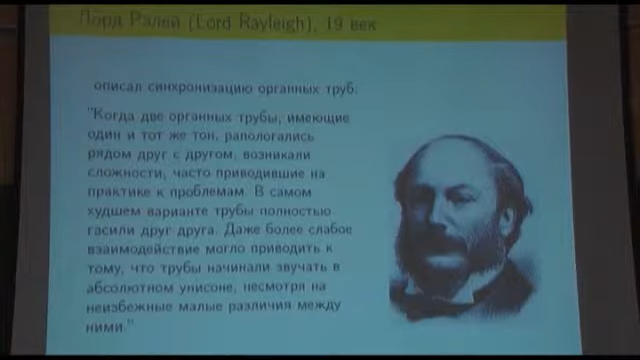 Лорд Рэлей (Lord Rayleigh), 19 век
описал синхронизацию органных труб:
"Когда две органных трубы, имеющие
один и тот же тон, рапологались
рядом друг с другом, возникали
сложности, часто приводившие на
практике к проблемам. В самом
худшем варианте трубы полностью
гасили друг друга. Даже более слабое
взаимодействие могло приводить к
тому, что трубы начинали звучать в
абсолютном унисоне, несмотря на
неизбежные малые различия между
ними."